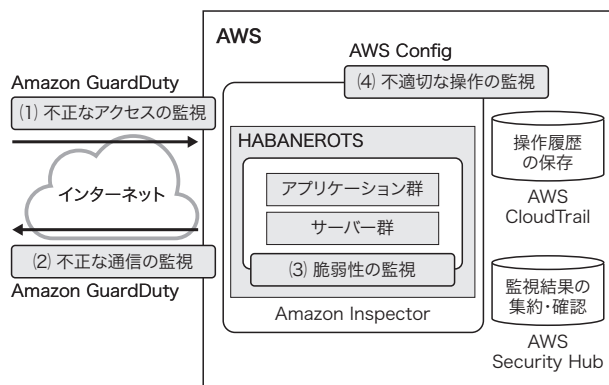 AWS
AWS Config
(4) 不適切な操作の監視
Amazon GuardDuty
(1) 不正なアクセスの監視
インターネット
(2) 不正な通信の監視
Amazon GuardDuty
HABANEROTS
アプリケーション群
サーバー群
(3) 脆弱性の監視
Amazon Inspector
操作履歴
の保存
AWS
CloudTrail
監視結果の
集約・確認
AWS
Security Hub